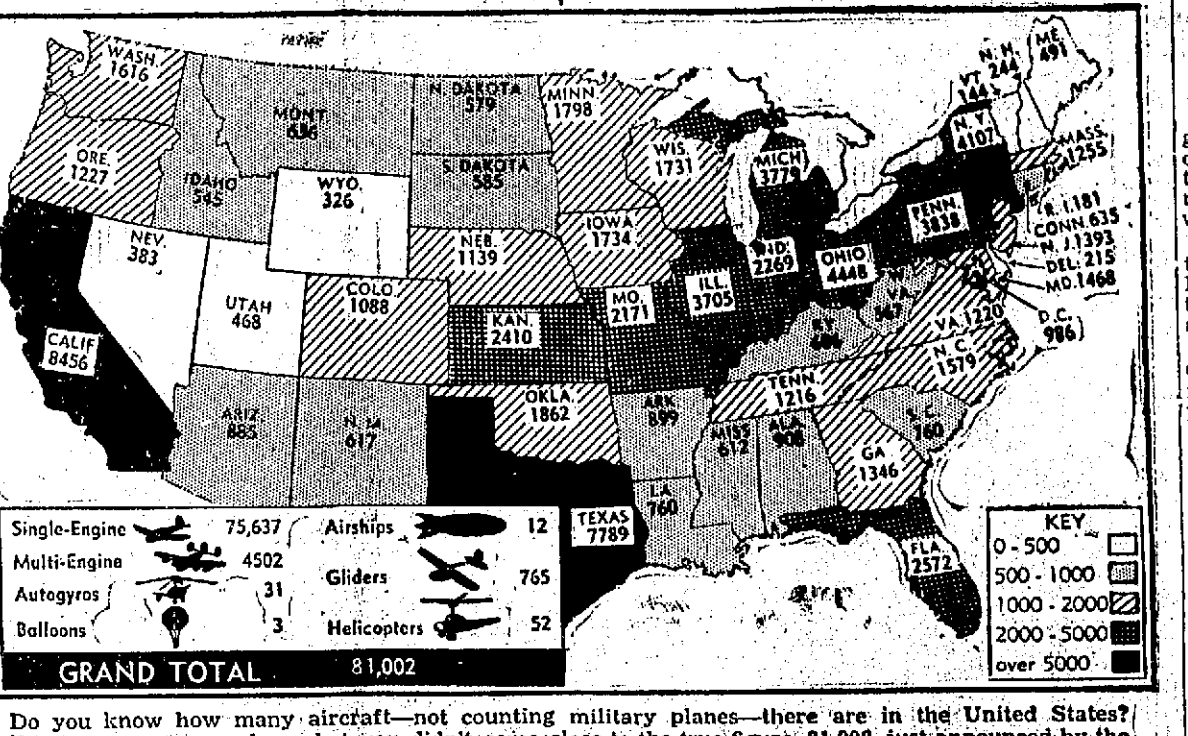 WASH.
1616
ORE.
1227
CALIF
8456
NEV.
383
IDAHO
545
MONT.
636
WYO.
326
UTAH
468
COLO.
1088
ARIZ
885
N. M.
617
N. DAKOTA
579
S. DAKOTA
585
NEB.
1139
KAN.
2410
OKLA.
1862
TEXAS
7789
MINN.
1798
IOWA
1734
MO.
2171
ARK
899
LA.
760
WIS.
1731
ILL.
3705
MICH
3779
IND.
2269
OHIO
4448
KY.
TENN.
1216
MISS
612
ALA.
908
GA
1346
FLA.
2572
S. C.
760
N. C.
1579
VA. 1220
W. VA.
567
PENN.
3838
N. Y.
4107
VT
144
N. H.
244
ME.
491
MASS.
1255
R. I. 181
CONN. 635
N. J. 1393
DEL. 215
MD. 1468
D.C.
986
Single-Engine 75,637
Multi-Engine 4502
Autogyros 31
Balloons 3
Airships 12
Gliders 765
Helicopters 52
GRAND TOTAL 81,002
KEY
0 - 500
500 - 1000
1000 - 2000
2000 - 5000
over 5000
Do you know how many aircraft—not counting military planes—there are in the United States?